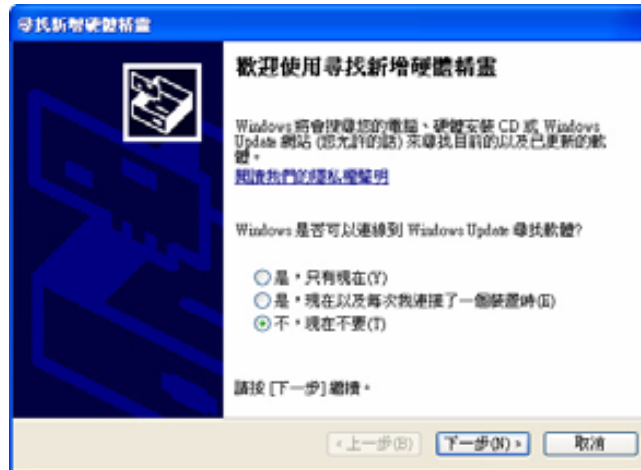 尋找新增硬體精靈
歡迎使用尋找新增硬體精靈
Windows 將會搜尋您的電腦、硬體安裝 CD 或 Windows
Update 網站 (您允許的話) 來尋找目前的以及已更新的軟
體。
閱讀我們的隱私權聲明
Windows 是否可以連線到 Windows Update 尋找軟體?
是，只有現在(Y)
是，現在以及每次我連接了一個裝置時(E)
不，現在不要(T)
請按 [下一步] 繼續。
<上一步(B)
下一步(N) >
取消